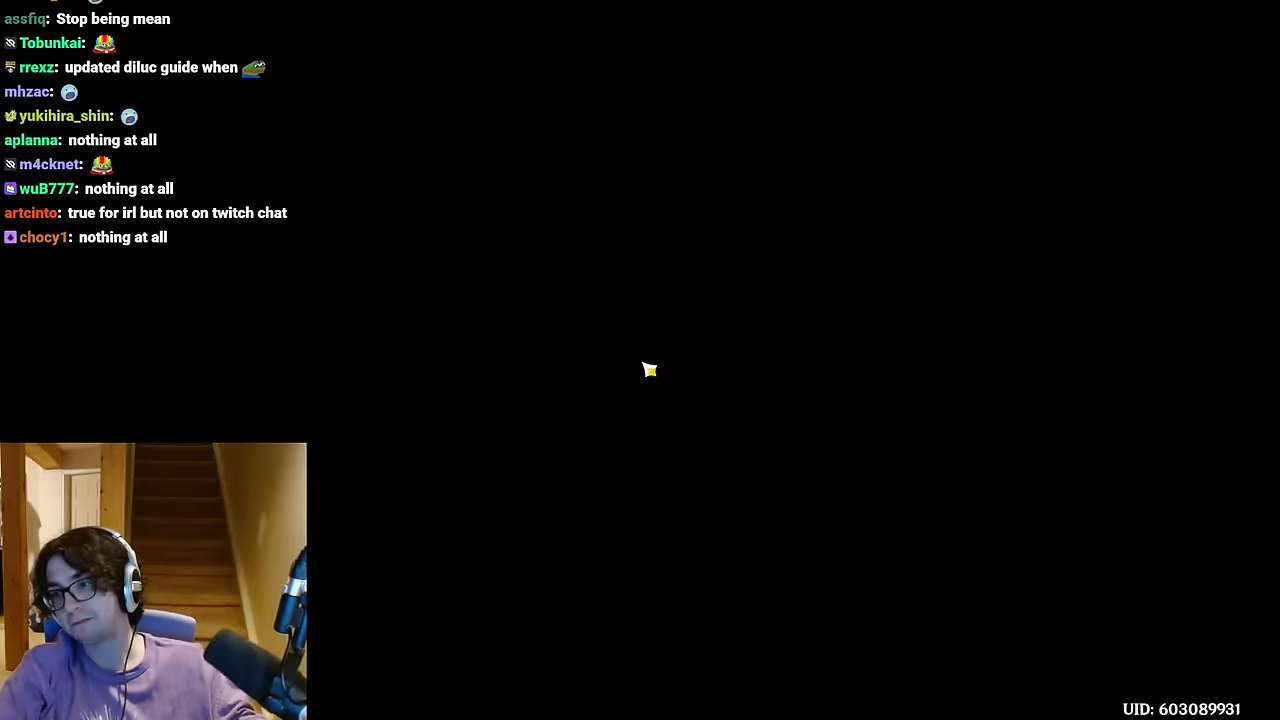 assfiq: Stop being mean
Tobunkai:
rrexz: updated diluc guide when
mhzac:
yukihira_shin:
aplanna: nothing at all
m4cknet:
wuB777: nothing at all
artcinto: true for irl but not on twitch chat
chocy1: nothing at all
UID: 603089931